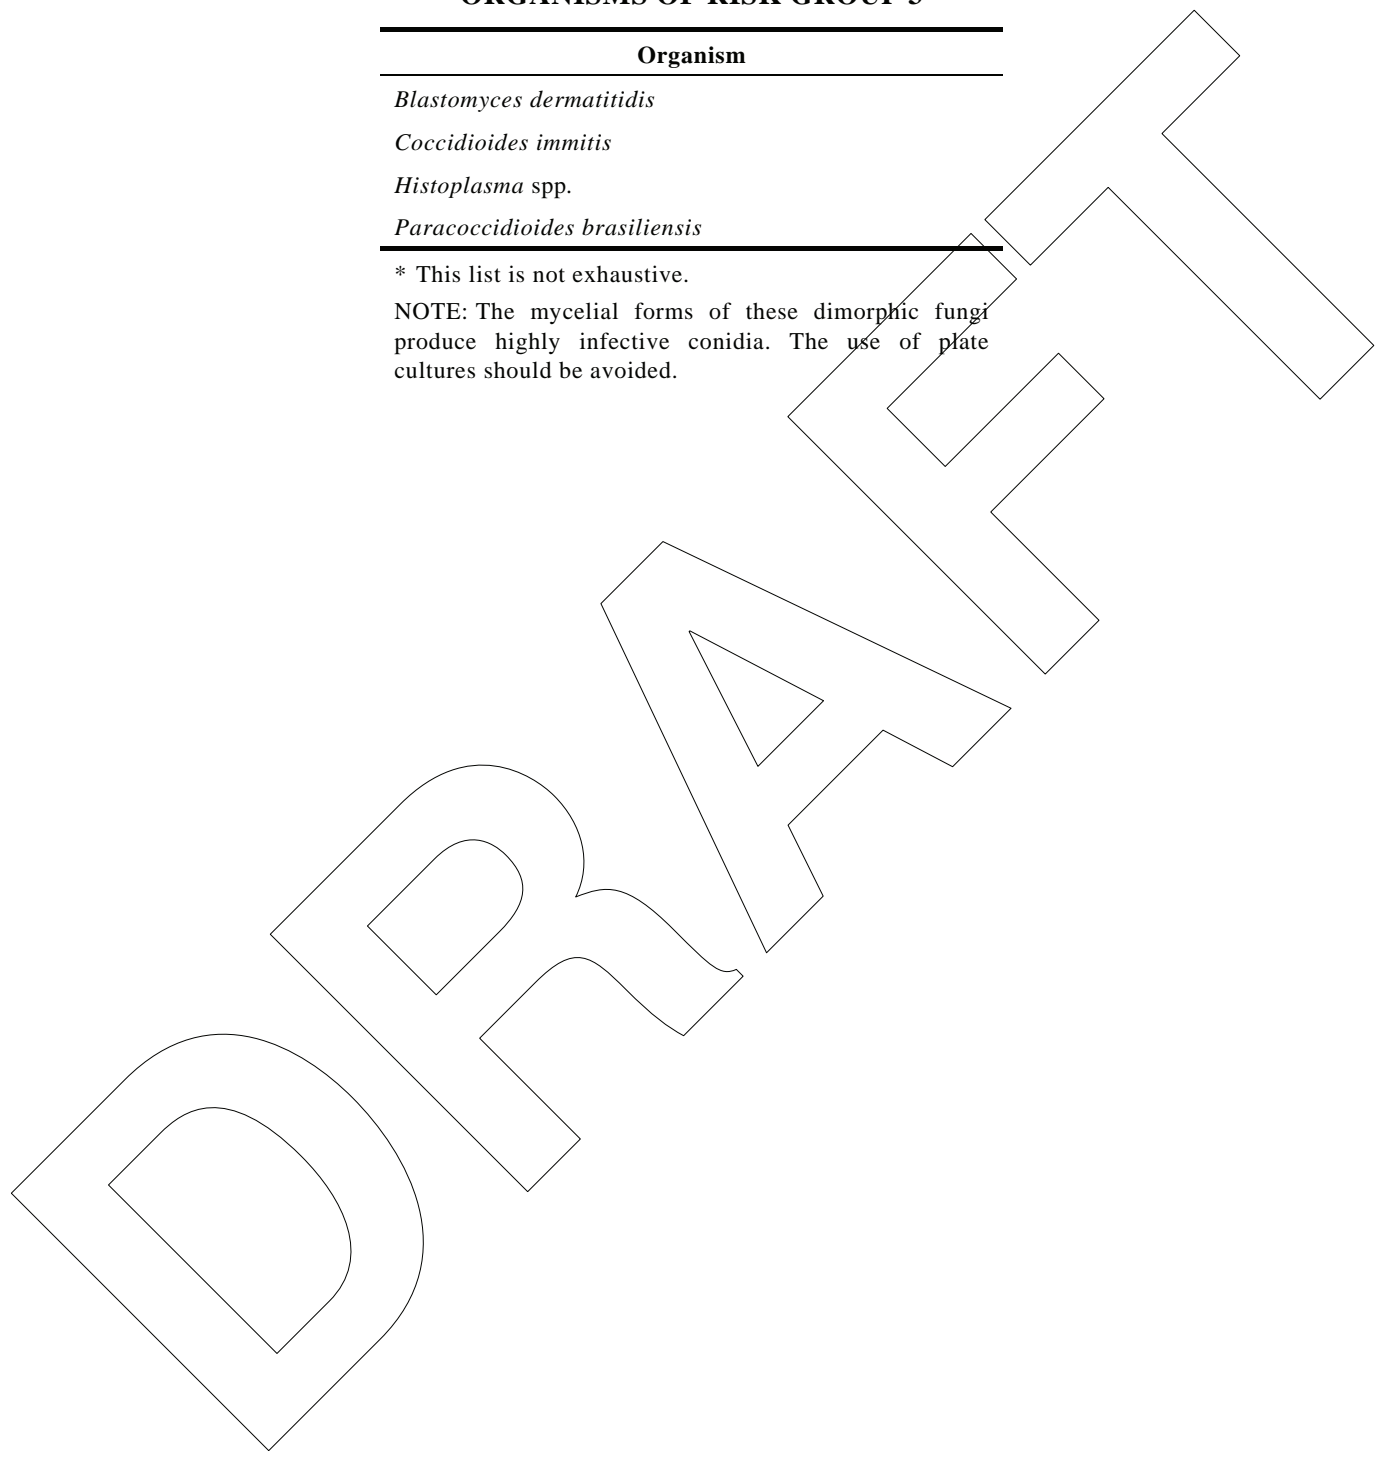 ORGANISMS OF RISK GROUP 3
Organism
Blastomyces dermatitidis
Coccidioides immitis
Histoplasma spp.
Paracoccidioides brasiliensis
* This list is not exhaustive.
NOTE: The mycelial forms of these dimorphic fungi
produce highly infective conidia. The use of plate
cultures should be avoided.
DRAFT